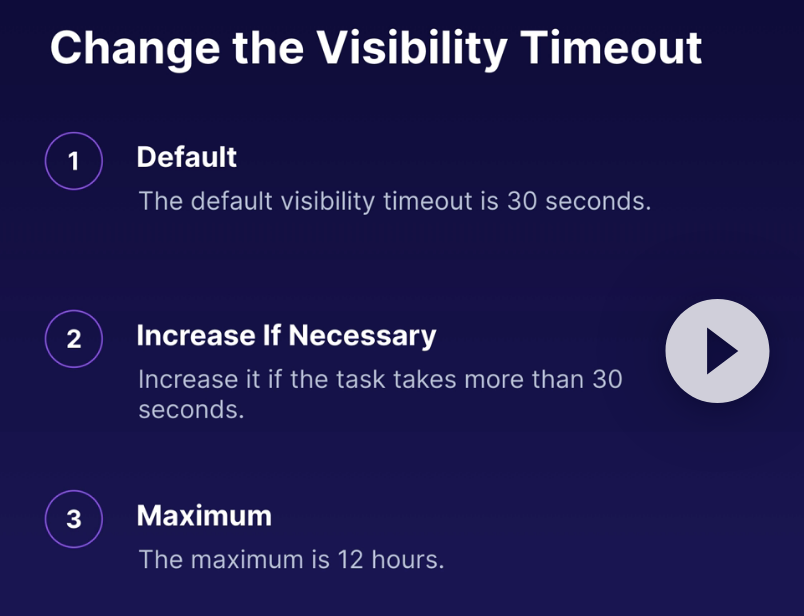 Change the Visibility Timeout
1
Default
The default visibility timeout is 30 seconds.
2
Increase If Necessary
Increase it if the task takes more than 30
seconds.
3
Maximum
The maximum is 12 hours.